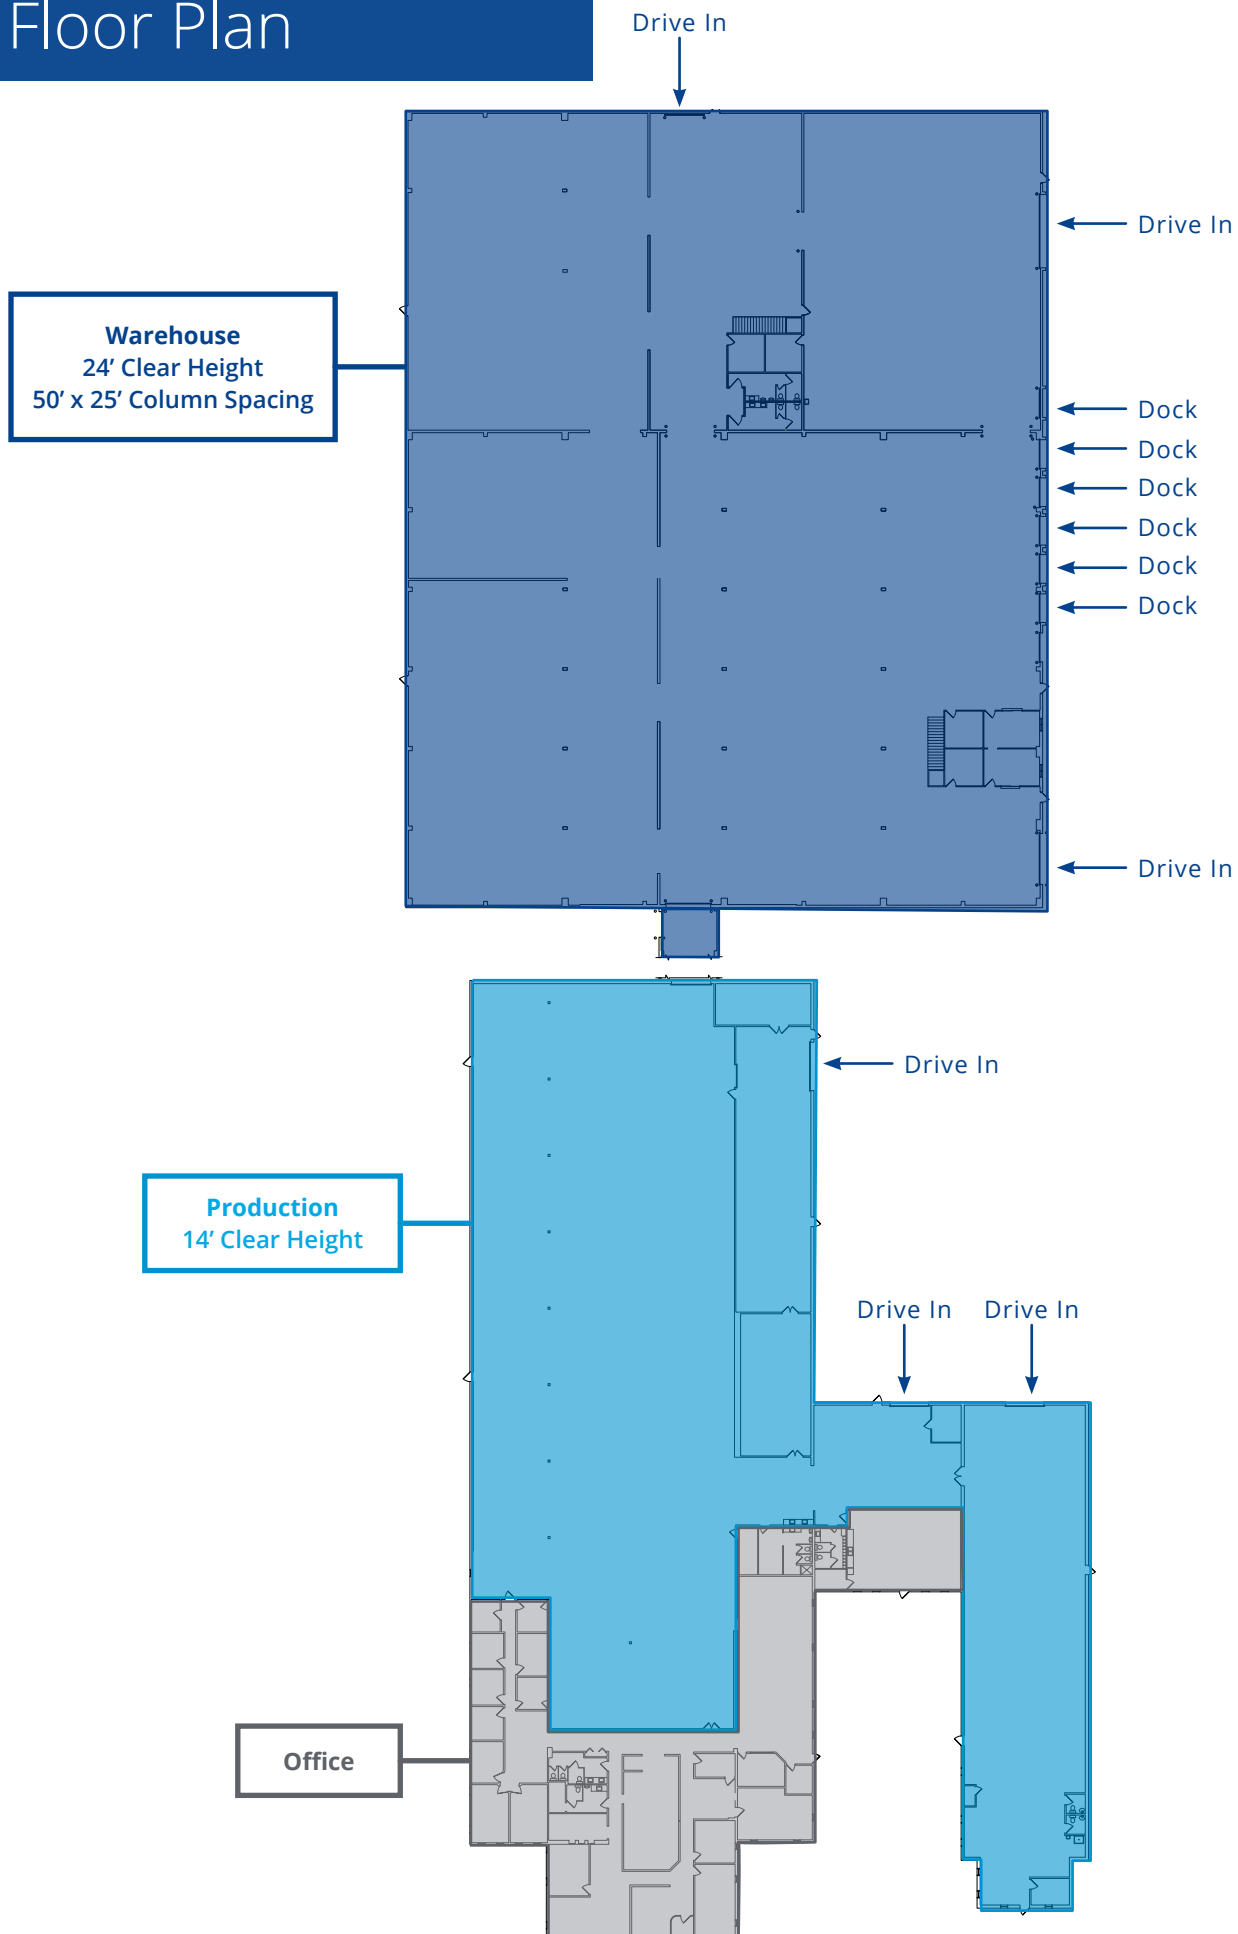 Floor Plan
Drive In
Drive In
Warehouse
24’ Clear Height
50’ x 25’ Column Spacing
Dock
Dock
Dock
Dock
Dock
Dock
Drive In
Drive In
Production
14’ Clear Height
Drive In
Drive In
Office